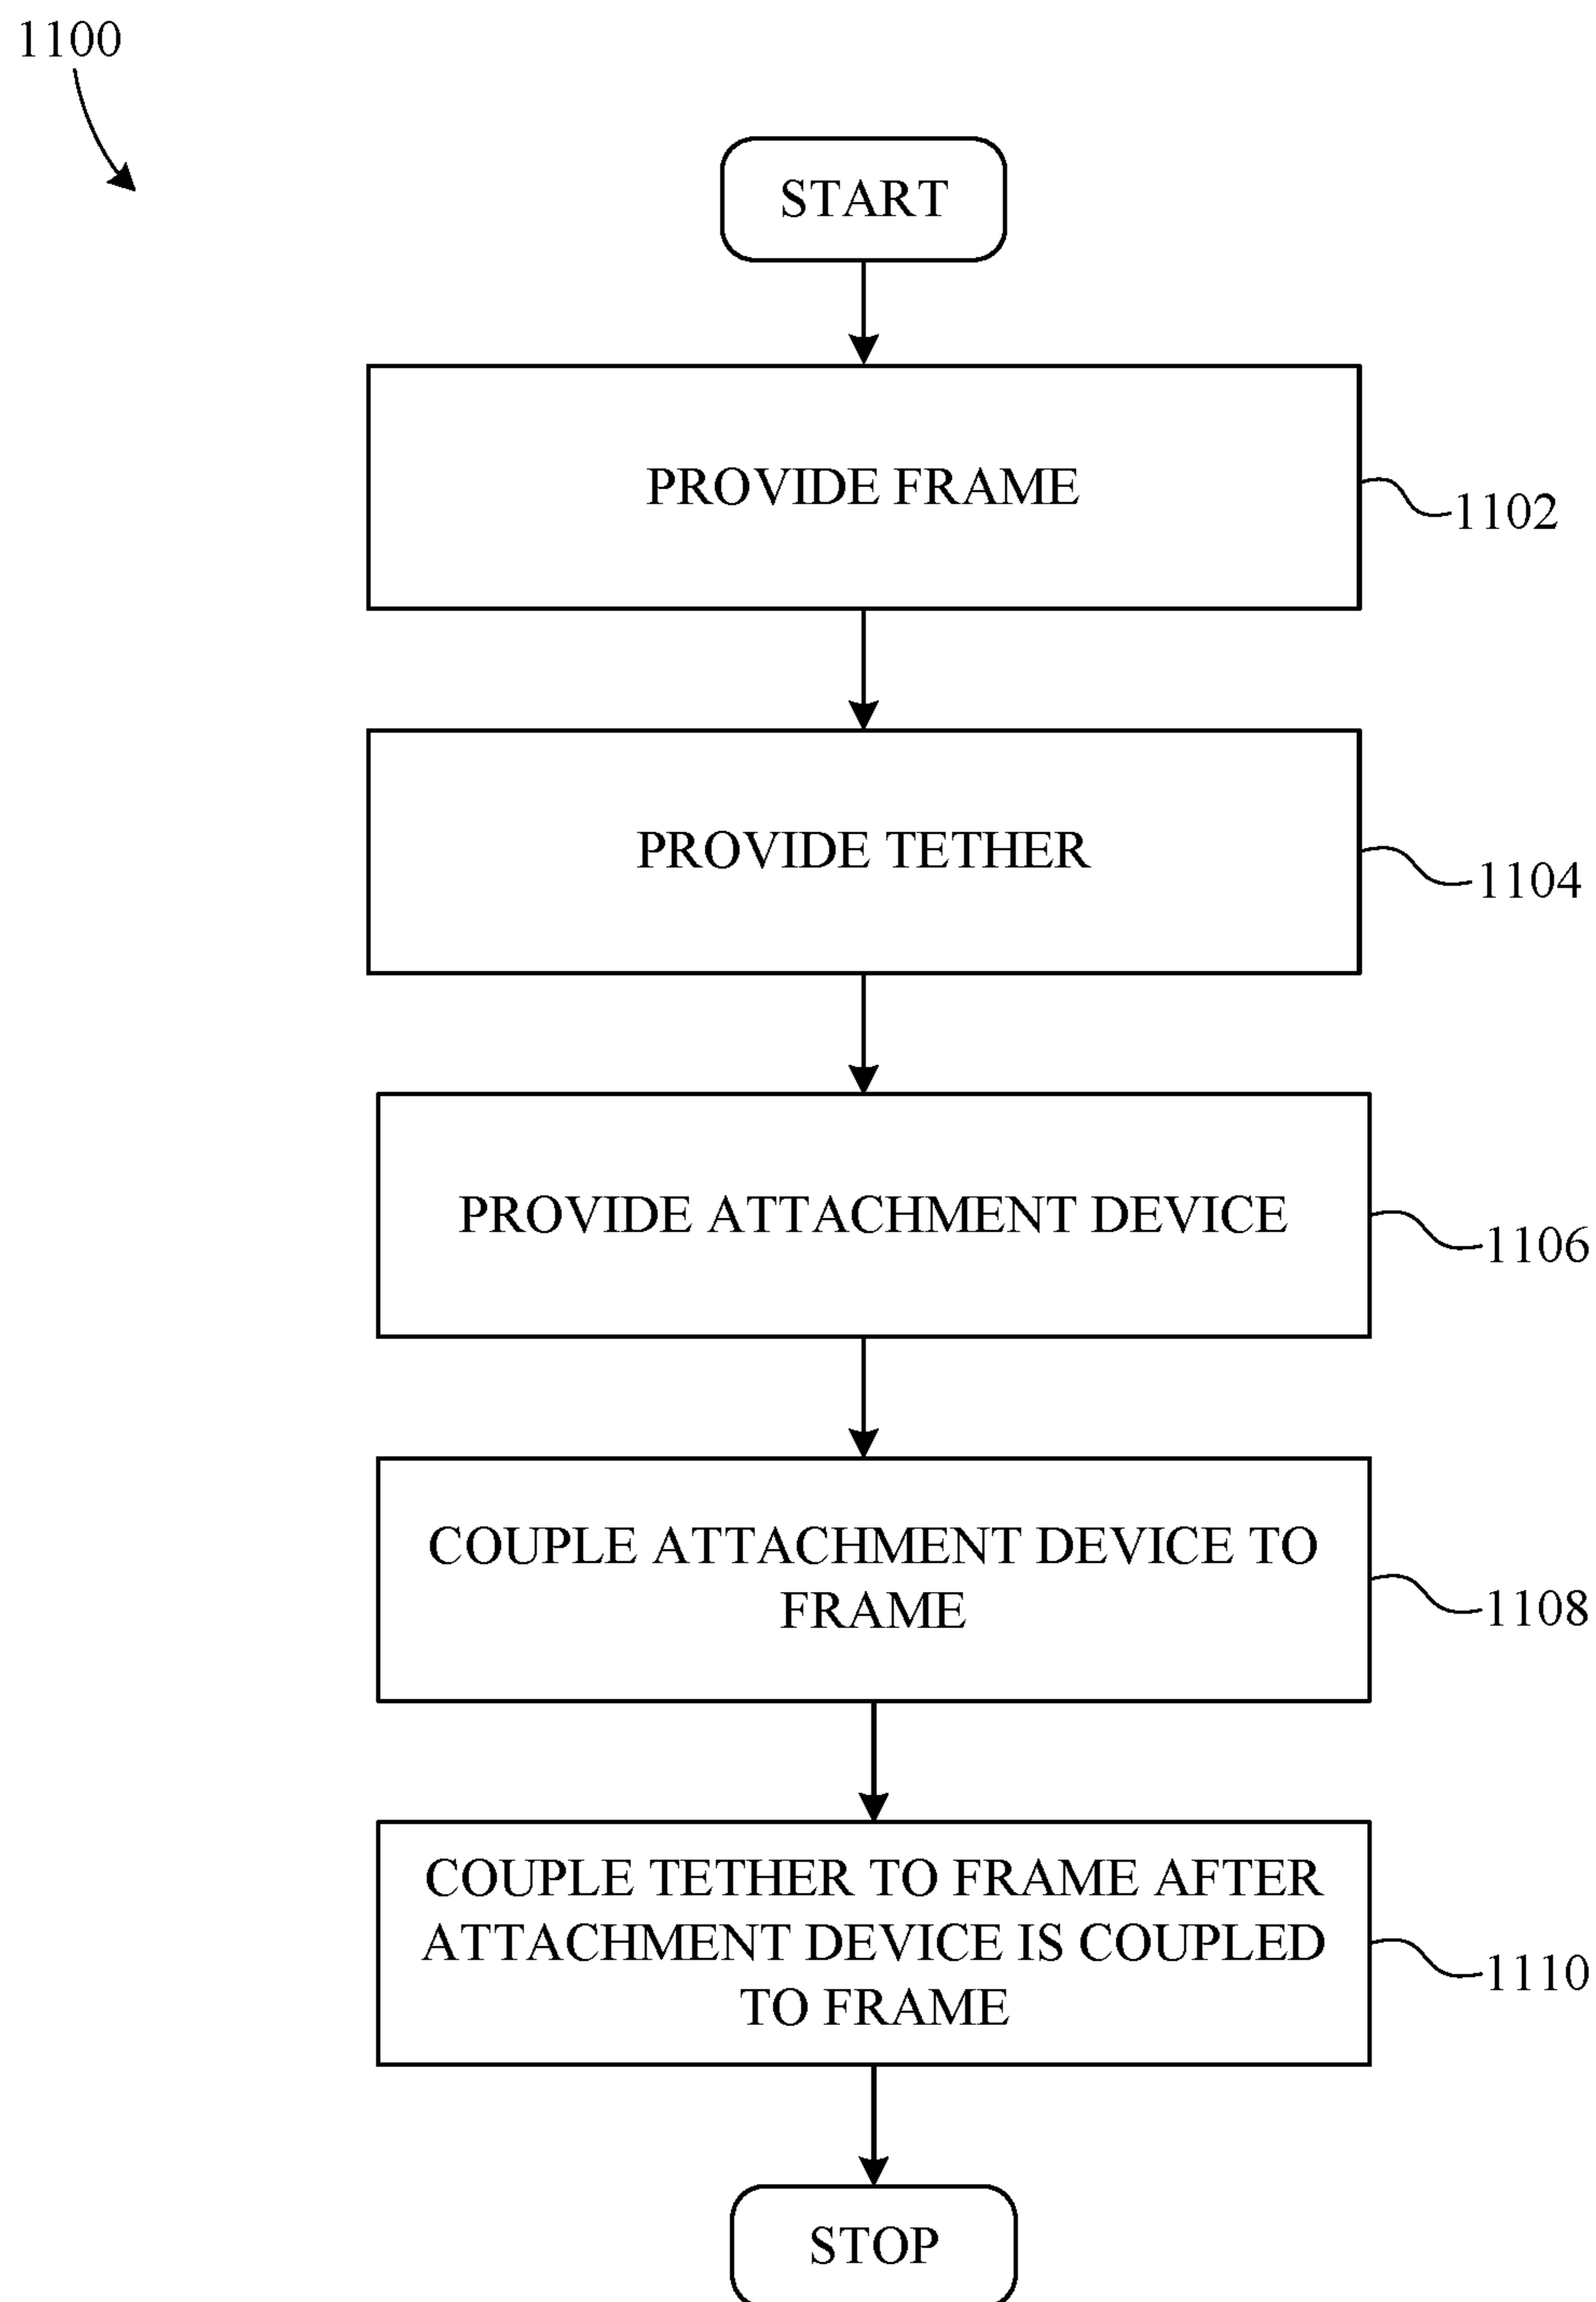 1100
START
PROVIDE FRAME
1102
PROVIDE TETHER
1104
PROVIDE ATTACHMENT DEVICE
1106
COUPLE ATTACHMENT DEVICE TO
FRAME
1108
COUPLE TETHER TO FRAME AFTER
ATTACHMENT DEVICE IS COUPLED
TO FRAME
1110
STOP